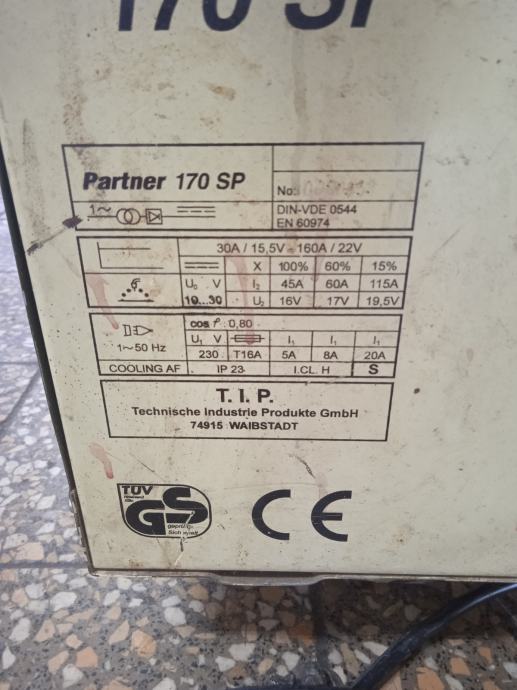 170 SP
Partner 170 SP
No:
1~
DIN-VDE 0544
EN 60974
30A / 15,5V - 160A / 22V
X 100% 60% 15%
U₀ V I₂ 45A 60A 115A
10...30 U₂ 16V 17V 19,5V
cos φ : 0,80
U₁ V I₁ I₁ I₁
1~50 Hz
230 T16A 5A 8A 20A
COOLING AF IP 23 I.CL. H S
T. I. P.
Technische Industrie Produkte GmbH
74915 WAIBSTADT
TÜV
GS
geprüfte
Sicherheit
CE